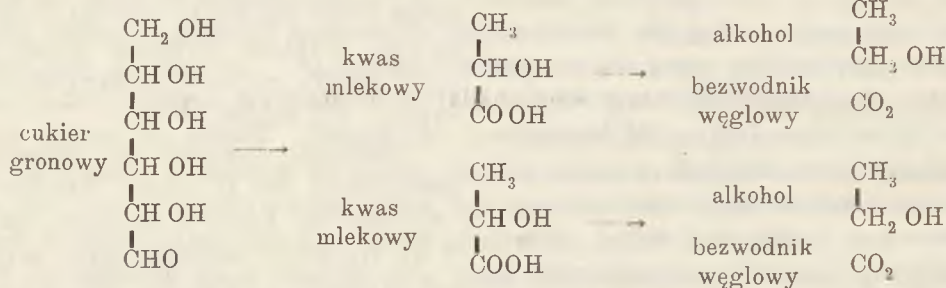 cukier
gronowy
CH₂ OH
CH OH
CH OH
CH OH
CH OH
CHO
kwas
mlekowy
CH₃
CH OH
CO OH
alkohol
bezwodnik
węglowy
CH₃
CH₂ OH
CO₂
kwas
mlekowy
CH₃
CH OH
COOH
alkohol
bezwodnik
węglowy
CH₃
CH₂ OH
CO₂